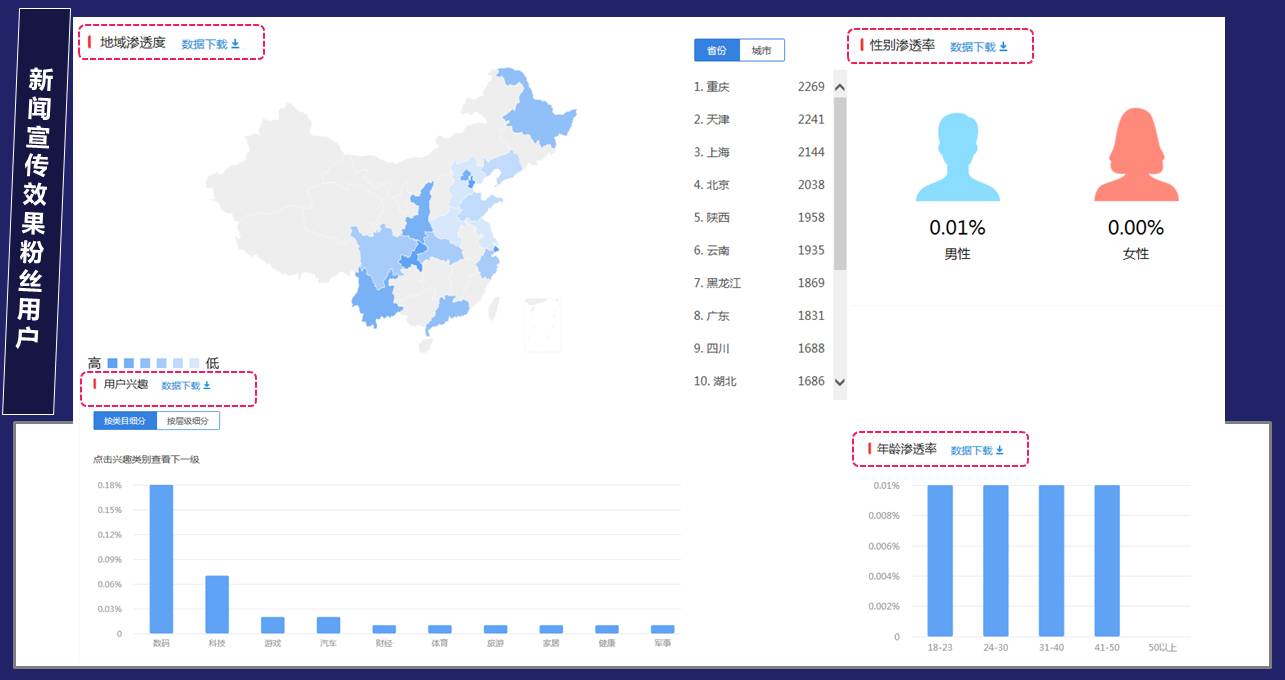 新闻宣传效果粉丝用户
地域渗透度 数据下载
省份 城市
1. 重庆 2269
2. 天津 2241
3. 上海 2144
4. 北京 2038
5. 陕西 1958
6. 云南 1935
7. 黑龙江 1869
8. 广东 1831
9. 四川 1688
10. 湖北 1686
高 低
性别渗透率 数据下载
0.01% 0.00%
男性 女性
用户兴趣 数据下载
按类目细分 按层级细分
点击兴趣类别查看下一级
0.18%
0.15%
0.12%
0.09%
0.06%
0.03%
0
数码 科技 游戏 汽车 财经 体育 旅游 家居 健康 军事
年龄渗透率 数据下载
0.01%
0.008%
0.006%
0.004%
0.002%
0
18-23 24-30 31-40 41-50 50以上